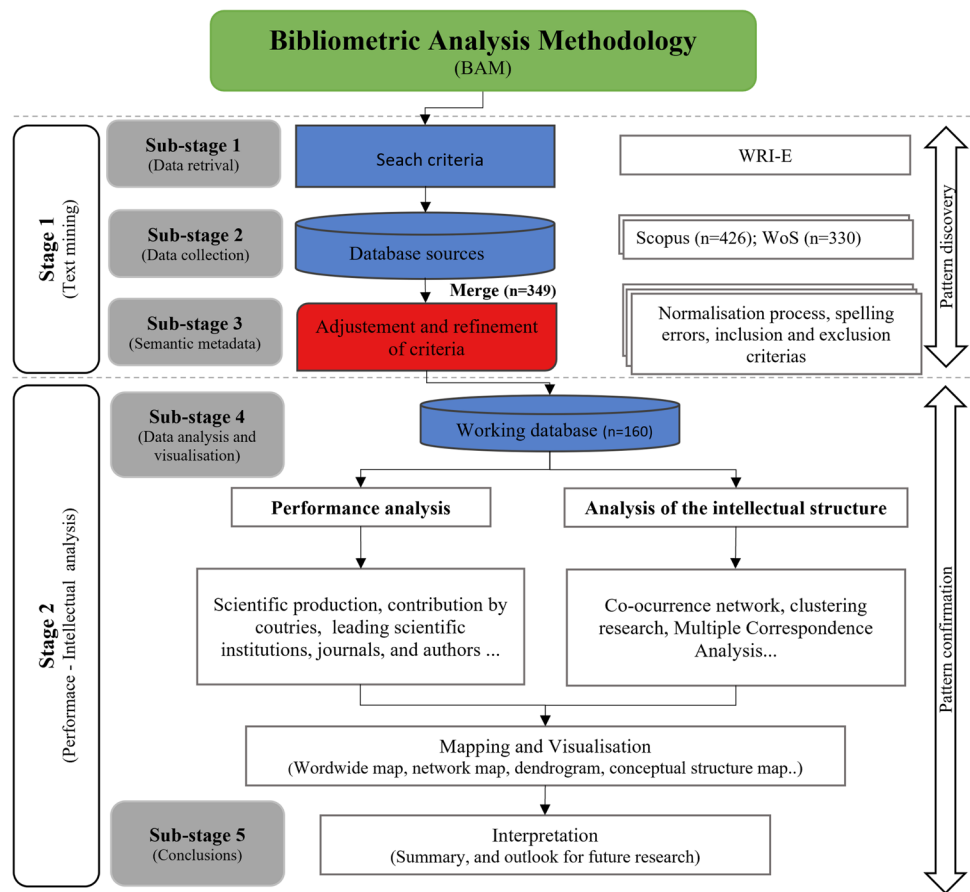 Bibliometric Analysis Methodology
(BAM)
Stage 1
(Text mining)
Sub-stage 1
(Data retrival)
Seach criteria
WRI-E
Sub-stage 2
(Data collection)
Database sources
Scopus (n=426); WoS (n=330)
Merge (n=349)
Sub-stage 3
(Semantic metadata)
Adjustement and refinement
of criteria
Normalisation process, spelling
errors, inclusion and exclusion
criterias
Pattern discovery
Stage 2
(Performace - Intellectual analysis)
Sub-stage 4
(Data analysis and
visualisation)
Working database (n=160)
Performance analysis
Analysis of the intellectual structure
Scientific production, contribution by
coutries, leading scientific
institutions, journals, and authors ...
Co-ocurrence network, clustering
research, Multiple Correspondence
Analysis...
Mapping and Visualisation
(Wordwide map, network map, dendrogram, conceptual structure map..)
Sub-stage 5
(Conclusions)
Interpretation
(Summary, and outlook for future research)
Pattern confirmation